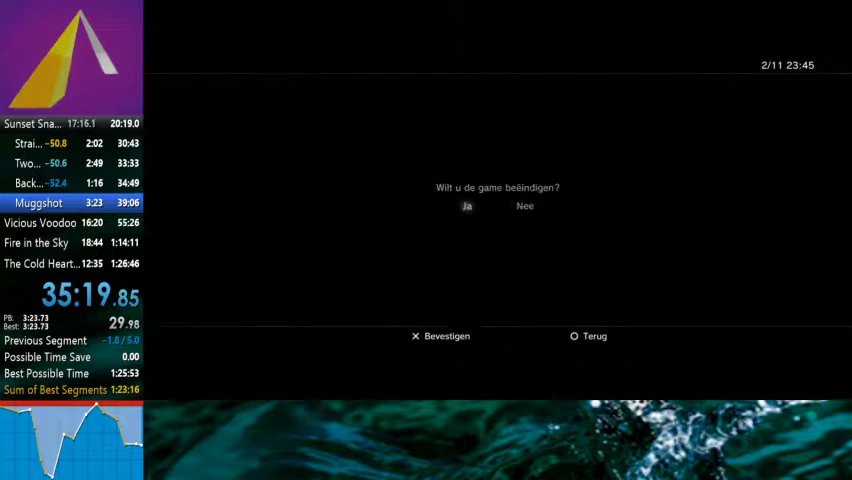 2/11 23:45
Sunset Sna... 17:16.1 20:19.0
Strai... -50.8 2:02 30:43
Two... -50.6 2:49 33:33
Back... -52.4 1:16 34:49
Muggshot 3:23 39:06
Vicious Voodoo 16:20 55:26
Fire in the Sky 18:44 1:14:11
The Cold Heart... 12:35 1:26:46
35:19.85
PB: 3:23.73
Best: 3:23.73
29.98
Previous Segment -1.8 / 5.0
Possible Time Save 0.00
Best Possible Time 1:25:53
Sum of Best Segments 1:23:16
Wilt u de game beëindigen?
Ja Nee
✕ Bevestigen ○ Terug